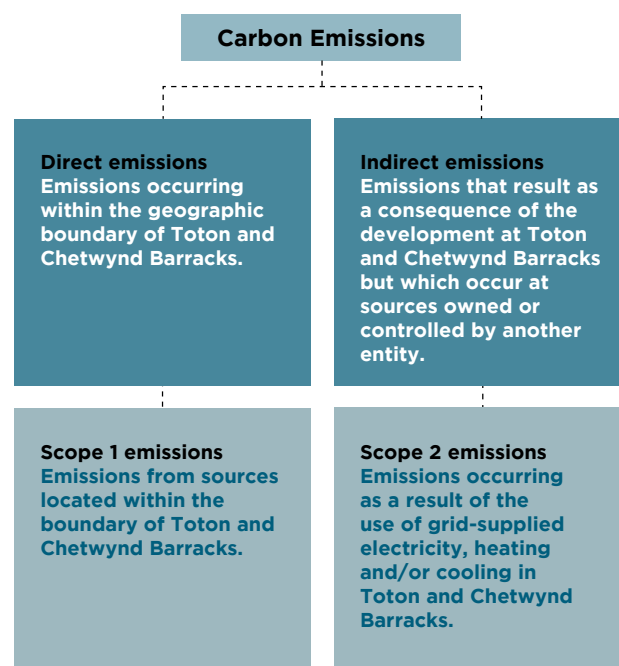 Carbon Emissions
Direct emissions
Emissions occurring
within the geographic
boundary of Toton and
Chetwynd Barracks.
Indirect emissions
Emissions that result as
a consequence of the
development at Toton
and Chetwynd Barracks
but which occur at
sources owned or
controlled by another
entity.
Scope 1 emissions
Emissions from sources
located within the
boundary of Toton and
Chetwynd Barracks.
Scope 2 emissions
Emissions occurring
as a result of the
use of grid-supplied
electricity, heating
and/or cooling in
Toton and Chetwynd
Barracks.